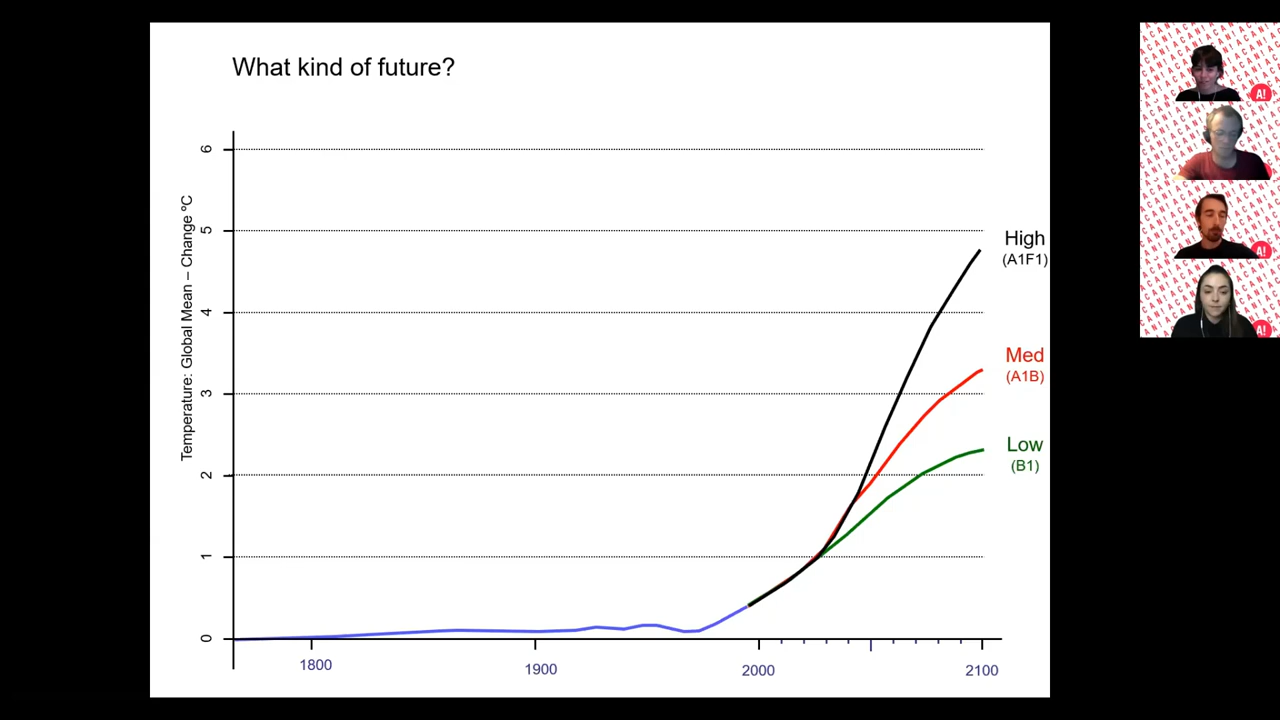 What kind of future?
Temperature: Global Mean – Change ºC
6
5
4
3
2
1
0
1800
1900
2000
2100
High
(A1F1)
Med
(A1B)
Low
(B1)
A!
A!
A!